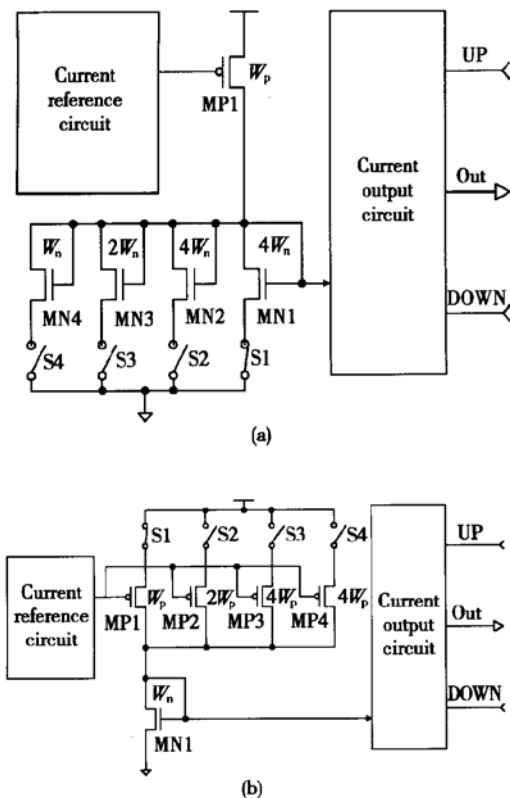 Current
reference
circuit
W_p
MP1
UP
Current
output
circuit
Out
DOWN
W_n
2W_n
4W_n
4W_n
MN4
MN3
MN2
MN1
S4
S3
S2
S1
(a)
S1
S2
S3
S4
Current
reference
circuit
W_p
2W_p
4W_p
4W_p
MP1
MP2
MP3
MP4
UP
Current
output
circuit
Out
DOWN
W_n
MN1
(b)